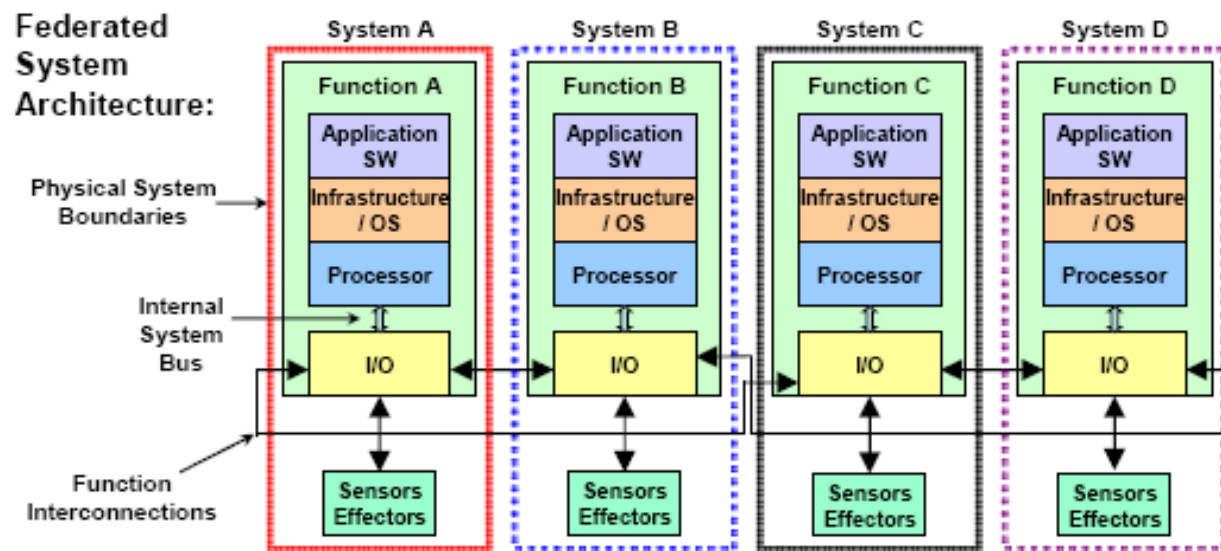 Federated
System
Architecture:
System A
System B
System C
System D
Function A
Function B
Function C
Function D
Application
SW
Application
SW
Application
SW
Application
SW
Physical System
Boundaries
Infrastructure
/ OS
Infrastructure
/ OS
Infrastructure
/ OS
Infrastructure
/ OS
Processor
Processor
Processor
Processor
Internal
System
Bus
I/O
I/O
I/O
I/O
Function
Interconnections
Sensors
Effectors
Sensors
Effectors
Sensors
Effectors
Sensors
Effectors